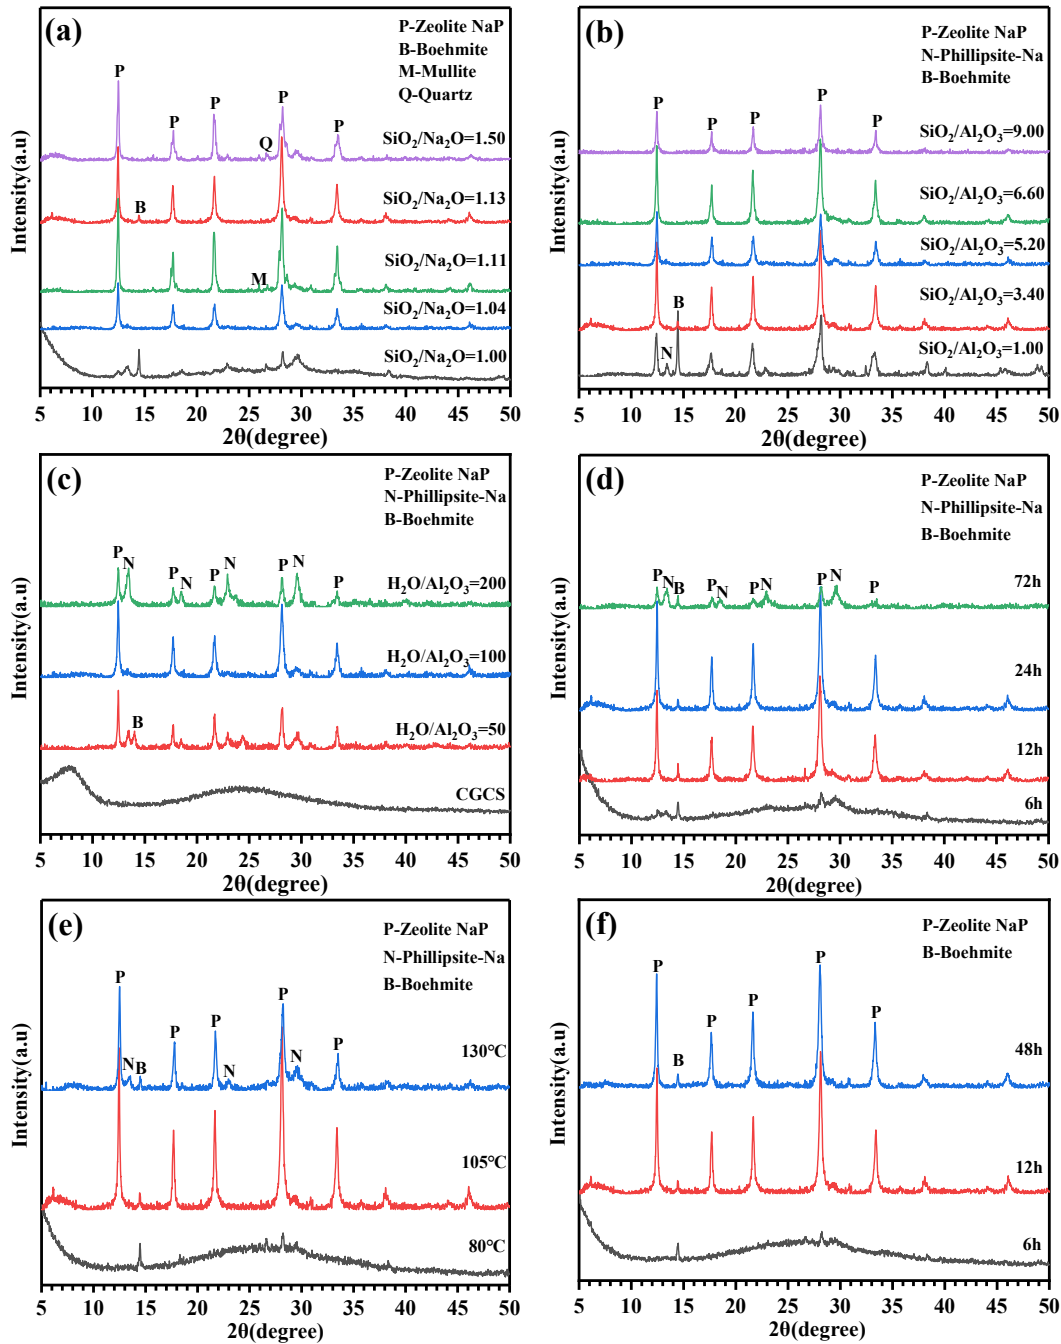 (a)
P-Zeolite NaP
B-Boehmite
M-Mullite
Q-Quartz
P
P
P
P
P
Q
SiO2/Na2O=1.50
B
SiO2/Na2O=1.13
M
SiO2/Na2O=1.11
SiO2/Na2O=1.04
SiO2/Na2O=1.00
Intensity(a.u)
5 10 15 20 25 30 35 40 45 50
2θ(degree)
(b)
P-Zeolite NaP
N-Phillipsite-Na
B-Boehmite
P
P
P
P
P
SiO2/Al2O3=9.00
SiO2/Al2O3=6.60
SiO2/Al2O3=5.20
SiO2/Al2O3=3.40
B
N
SiO2/Al2O3=1.00
Intensity(a.u)
5 10 15 20 25 30 35 40 45 50
2θ(degree)
(c)
P-Zeolite NaP
N-Phillipsite-Na
B-Boehmite
P
N
P
N
P
N
P
N
P
H2O/Al2O3=200
H2O/Al2O3=100
B
H2O/Al2O3=50
CGCS
Intensity(a.u)
5 10 15 20 25 30 35 40 45 50
2θ(degree)
(d)
P-Zeolite NaP
N-Phillipsite-Na
B-Boehmite
P
N
B
P
N
P
N
P
N
P
72h
24h
12h
6h
Intensity(a.u)
5 10 15 20 25 30 35 40 45 50
2θ(degree)
(e)
P-Zeolite NaP
N-Phillipsite-Na
B-Boehmite
P
N
B
P
P
N
P
N
P
130°C
105°C
80°C
Intensity(a.u)
5 10 15 20 25 30 35 40 45 50
2θ(degree)
(f)
P-Zeolite NaP
B-Boehmite
P
B
P
P
P
P
48h
12h
6h
Intensity(a.u)
5 10 15 20 25 30 35 40 45 50
2θ(degree)